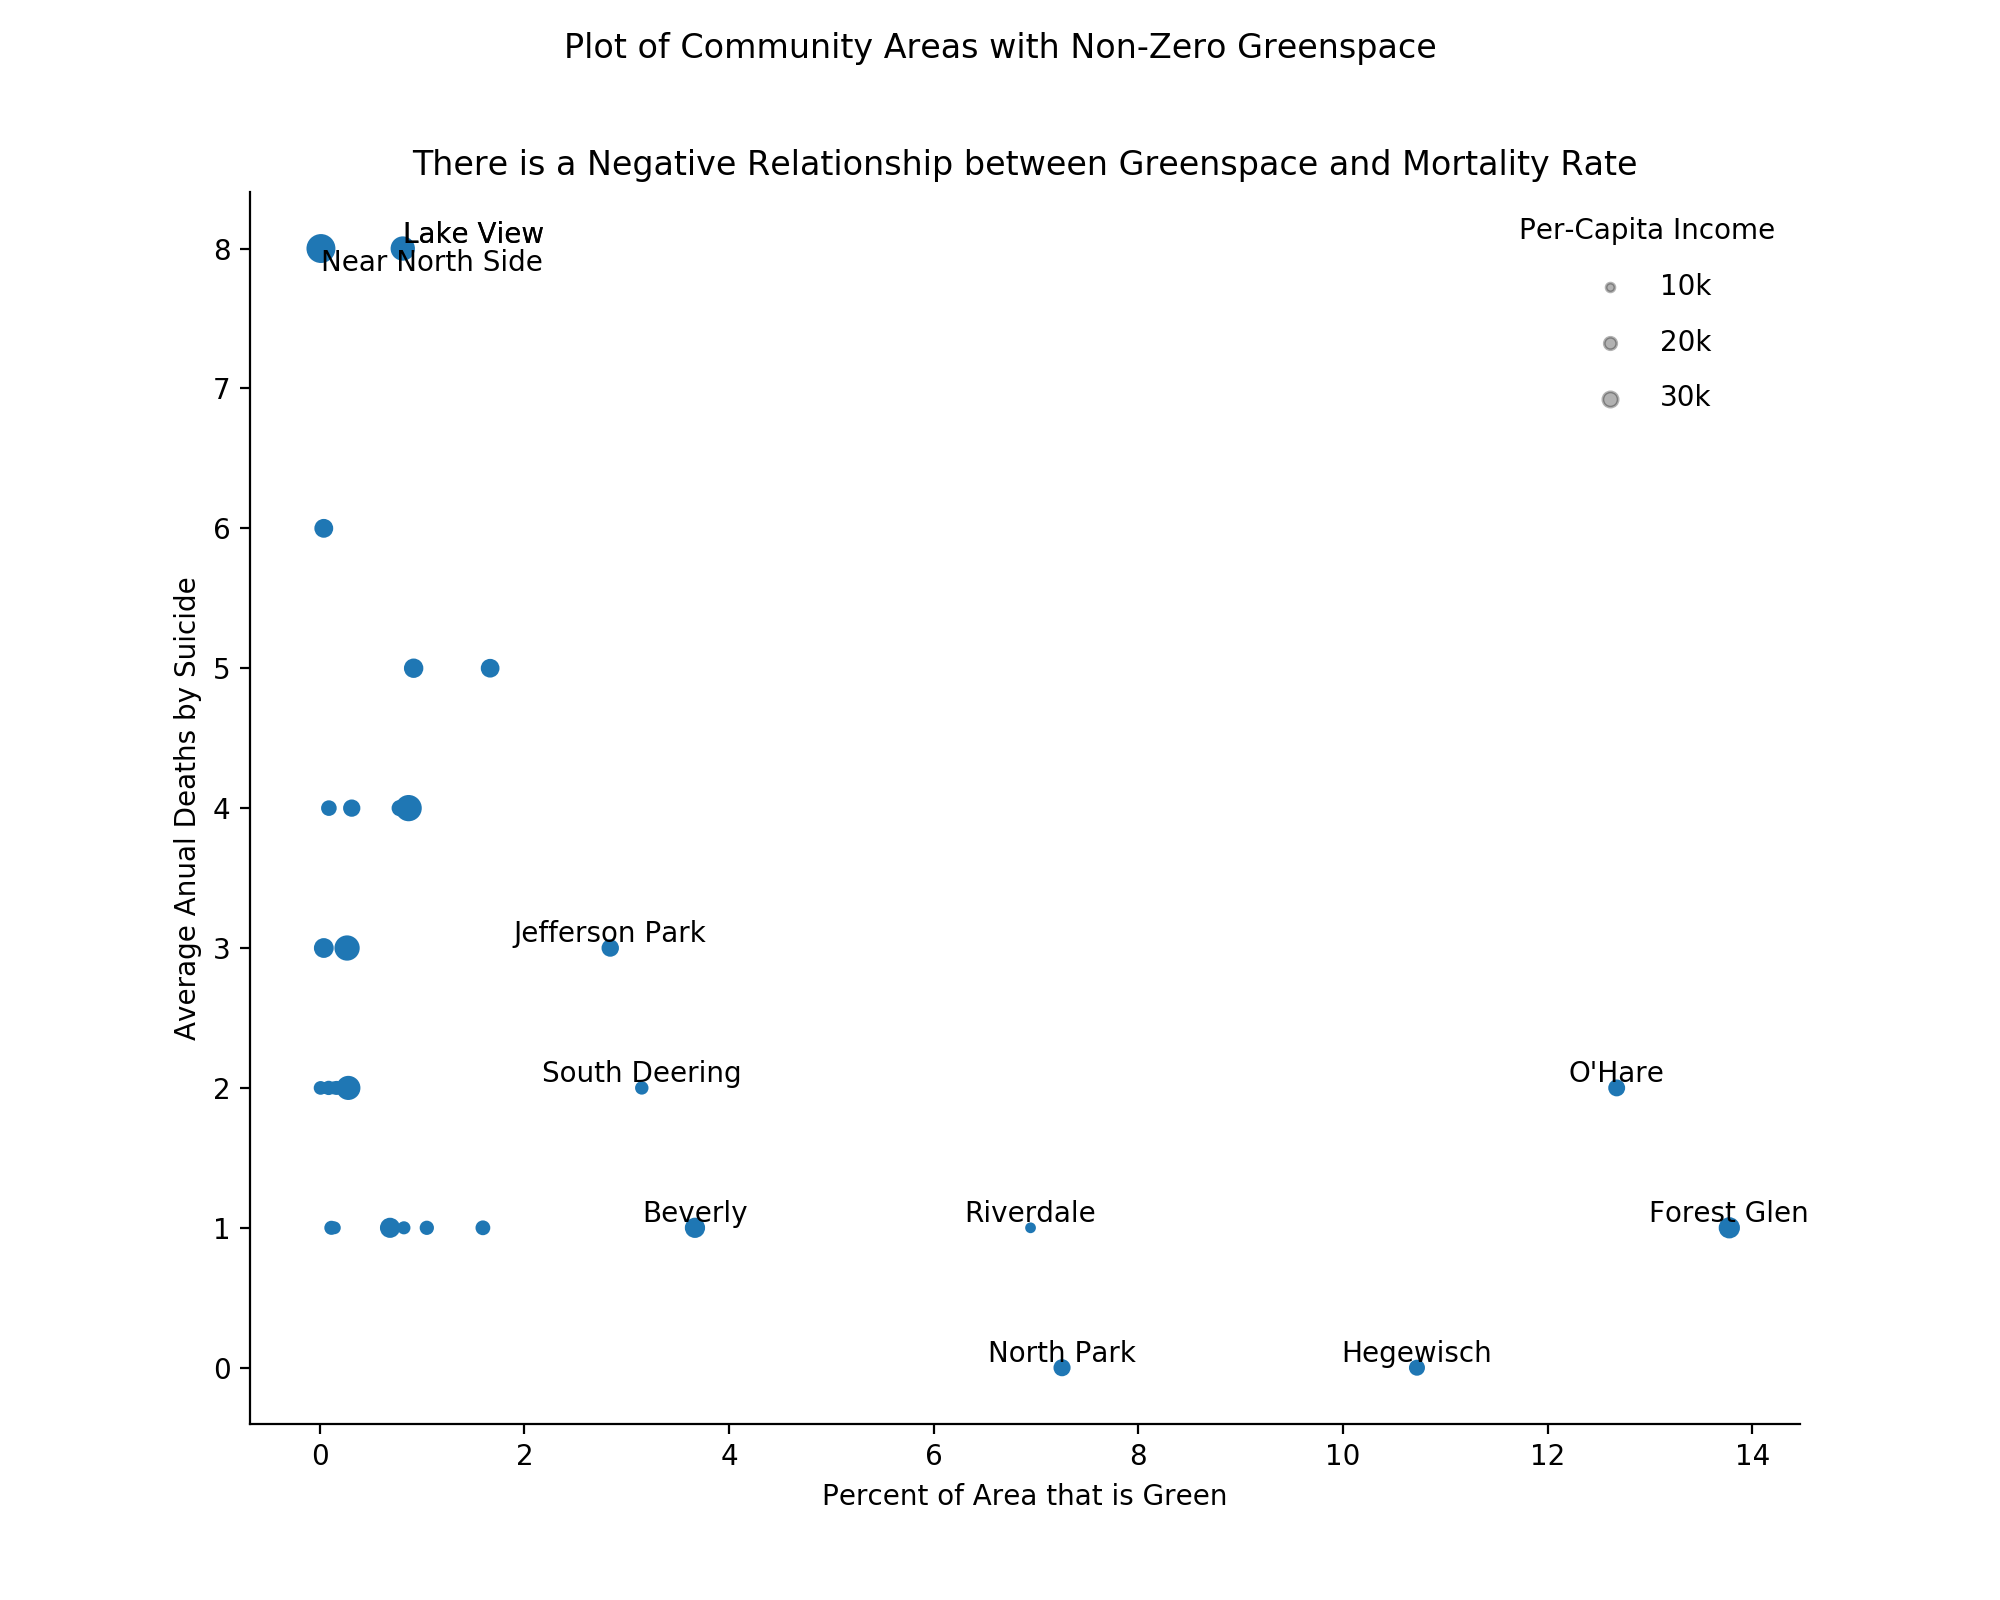 Plot of Community Areas with Non-Zero Greenspace
There is a Negative Relationship between Greenspace and Mortality Rate
Per-Capita Income
10k
20k
30k
Lake View
Near North Side
Jefferson Park
South Deering
O'Hare
Beverly
Riverdale
Forest Glen
North Park
Hegewisch
8
7
6
5
4
3
2
1
0
Average Anual Deaths by Suicide
0 2 4 6 8 10 12 14
Percent of Area that is Green